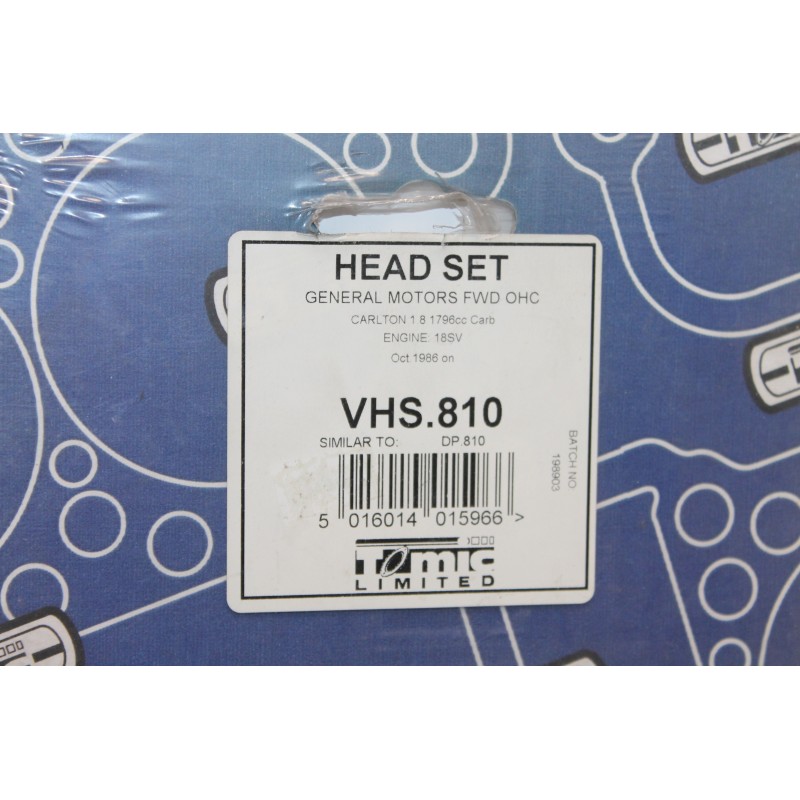 HEAD SET
GENERAL MOTORS FWD OHC
CARLTON 1 8 1796cc Carb
ENGINE: 18SV
Oct.1986 on
VHS.810
SIMILAR TO: DP.810
BATCH NO
198903
5 016014 015966 >
Tomic
LIMITED